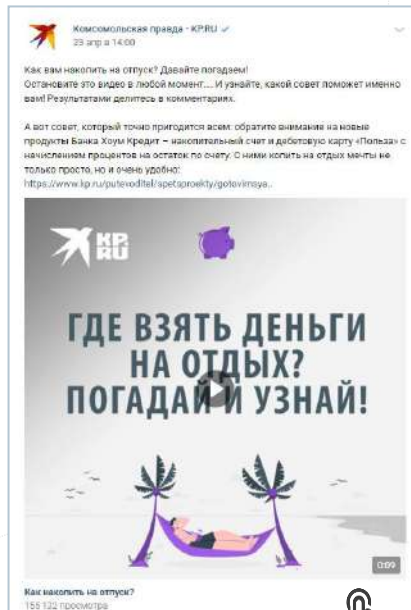 Комсомольская правда - KP.RU
23 апр в 14:00
Как вам накопить на отпуск? Давайте погадаем!
Остановите это видео в любой момент.... И узнайте, какой совет поможет именно
вам! Результатами делитесь в комментариях.
А вот совет, который точно пригодится всем: обратите внимание на новые
продукты Банка Хоум Кредит – накопительный счет и дебетовую карту «Польза» с
начислением процентов на остаток по счету. С ними копить на отдых мечты не
только просто, но и очень удобно:
https://www.kp.ru/putevoditel/spetsproekty/gotovimsya..
KP.
RU
ГДЕ ВЗЯТЬ ДЕНЬГИ
НА ОТДЫХ?
ПОГАДАЙ И УЗНАЙ!
0:09
Как накопить на отпуск?
155 132 просмотра